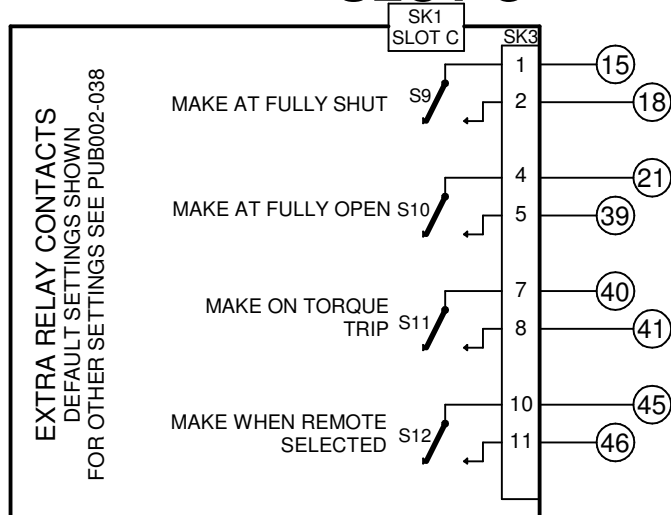 SK1
SLOT C
SK3
EXTRA RELAY CONTACTS
DEFAULT SETTINGS SHOWN
FOR OTHER SETTINGS SEE PUB002-038
MAKE AT FULLY SHUT S9 1 15
2 18
MAKE AT FULLY OPEN S10 4 21
5 39
MAKE ON TORQUE
TRIP S11 7 40
8 41
MAKE WHEN REMOTE
SELECTED S12 10 45
11 46